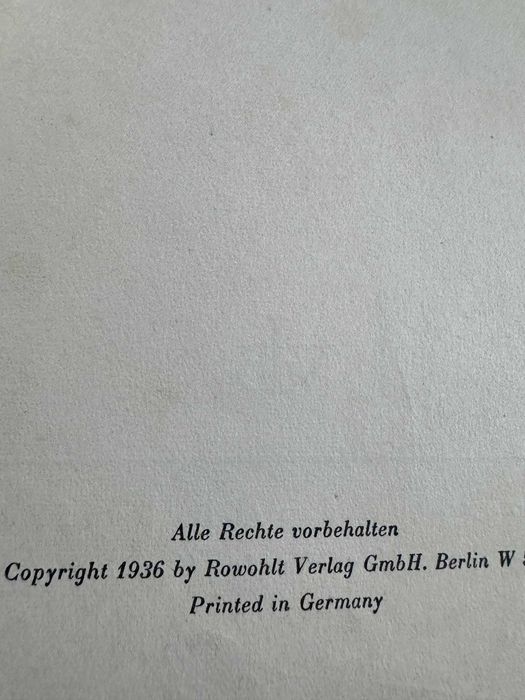 Alle Rechte vorbehalten
Copyright 1936 by Rowohlt Verlag GmbH. Berlin W
Printed in Germany